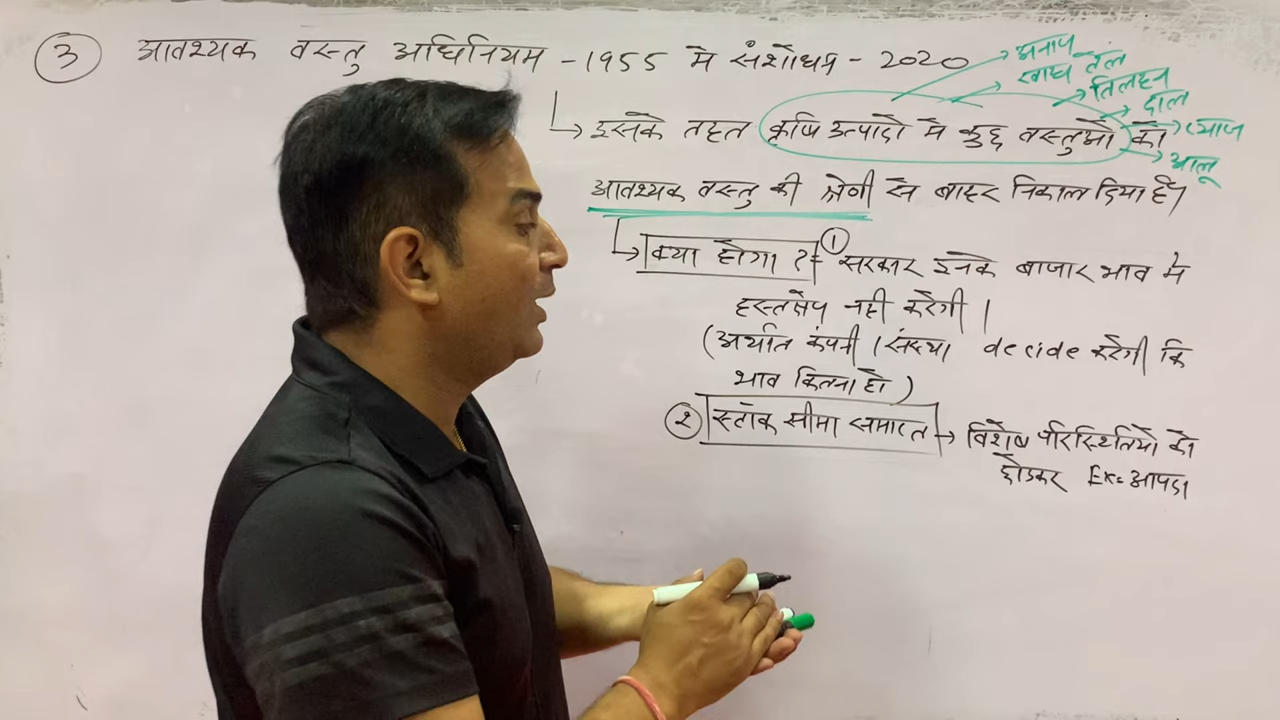 ③ आवश्यक वस्तु अधिनियम - 1955 मे संशोधन - 2020
अनाज
खाद्य तेल
तिलहन
दाल
प्याज
आलू
इसके तहत कृषि उत्पादो मे कुछ वस्तुओ को
आवश्यक वस्तु की श्रेणी से बाहर निकाल दिया है।
क्या होगा ?- ① सरकार इनके बाजार भाव मे
हस्तक्षेप नही करेगी ।
(अर्थात कंपनी / संस्था decide करेगी कि
भाव कितना हो )
② स्टॉक सीमा समाप्त → विशेष परिस्थितियो को
छोडकर Ex= आपदा